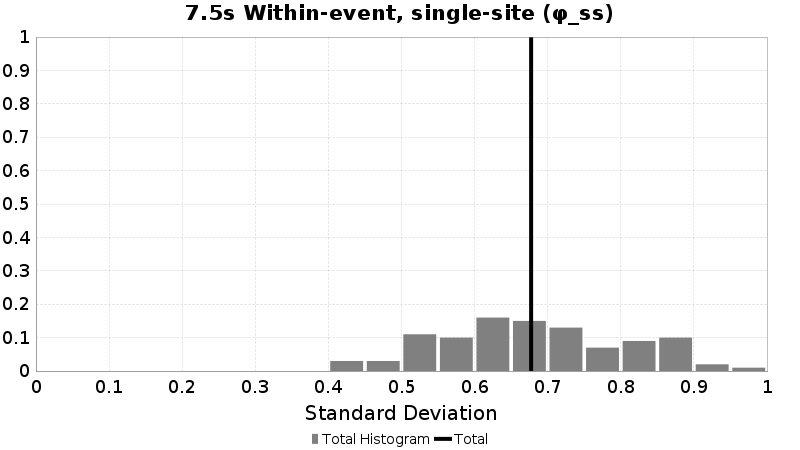 7.5s Within-event, single-site (φ_ss)
1
0.9
0.8
0.7
0.6
0.5
0.4
0.3
0.2
0.1
0
0 0.1 0.2 0.3 0.4 0.5 0.6 0.7 0.8 0.9 1
Standard Deviation
Total Histogram Total